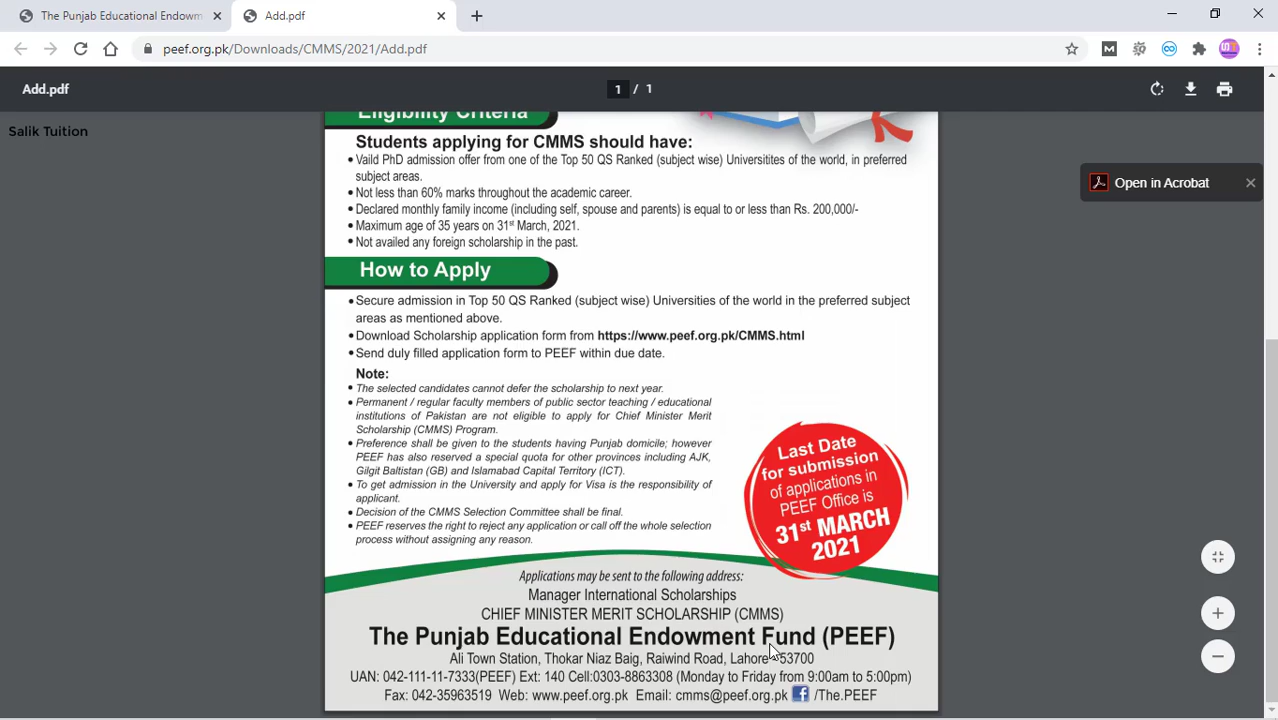 The Punjab Educational Endowm
Add.pdf
peef.org.pk/Downloads/CMMS/2021/Add.pdf
Add.pdf
1 / 1
Salik Tuition
Open in Acrobat
Eligibility Criteria
Students applying for CMMS should have:
• Vaild PhD admission offer from one of the Top 50 QS Ranked (subject wise) Universitites of the world, in preferred
subject areas.
• Not less than 60% marks throughout the academic career.
• Declared monthly family income (including self, spouse and parents) is equal to or less than Rs. 200,000/-
• Maximum age of 35 years on 31st March, 2021.
• Not availed any foreign scholarship in the past.
How to Apply
• Secure admission in Top 50 QS Ranked (subject wise) Universities of the world in the preferred subject
areas as mentioned above.
• Download Scholarship application form from https://www.peef.org.pk/CMMS.html
• Send duly filled application form to PEEF within due date.
Note:
• The selected candidates cannot defer the scholarship to next year.
• Permanent / regular faculty members of public sector teaching / educational
institutions of Pakistan are not eligible to apply for Chief Minister Merit
Scholarship (CMMS) Program.
• Preference shall be given to the students having Punjab domicile; however
PEEF has also reserved a special quota for other provinces including AJK,
Gilgit Baltistan (GB) and Islamabad Capital Territory (ICT).
• To get admission in the University and apply for Visa is the responsibility of
applicant.
• Decision of the CMMS Selection Committee shall be final.
• PEEF reserves the right to reject any application or call off the whole selection
process without assigning any reason.
Last Date
for submission
of applications in
PEEF Office is
31st MARCH
2021
Applications may be sent to the following address:
Manager International Scholarships
CHIEF MINISTER MERIT SCHOLARSHIP (CMMS)
The Punjab Educational Endowment Fund (PEEF)
Ali Town Station, Thokar Niaz Baig, Raiwind Road, Lahore - 53700
UAN: 042-111-11-7333(PEEF) Ext: 140 Cell:0303-8863308 (Monday to Friday from 9:00am to 5:00pm)
Fax: 042-35963519 Web: www.peef.org.pk Email: cmms@peef.org.pk f /The.PEEF